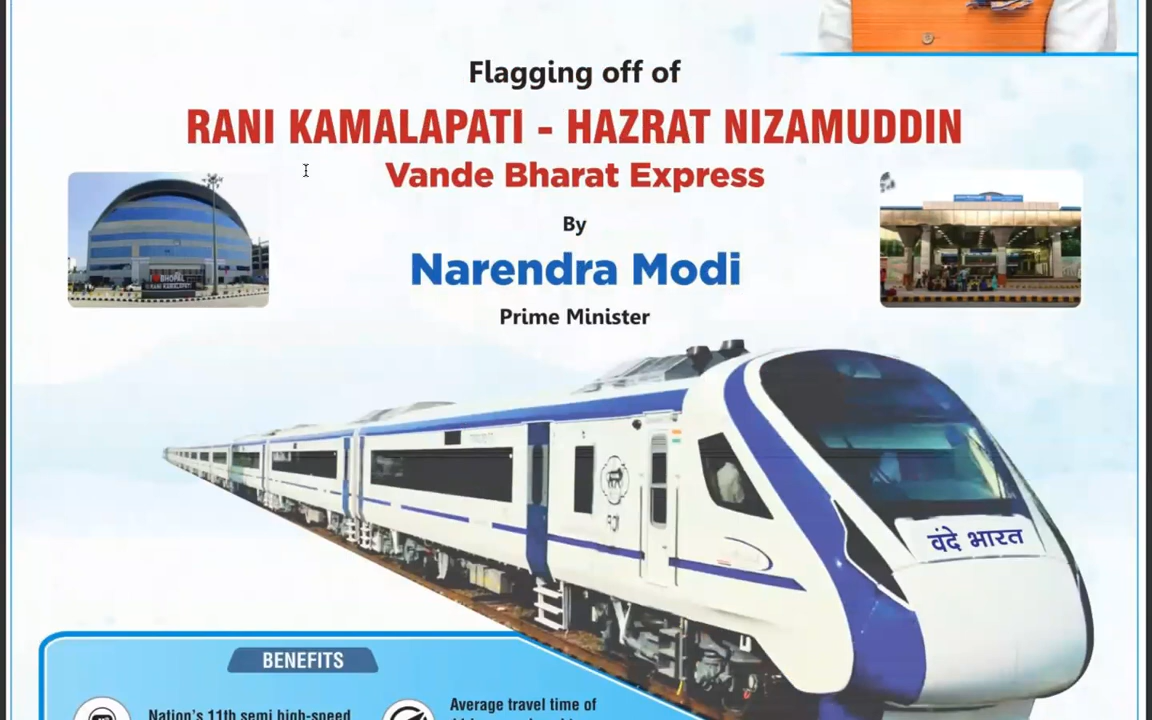 Flagging off of
RANI KAMALAPATI - HAZRAT NIZAMUDDIN
Vande Bharat Express
By
Narendra Modi
Prime Minister
BHOPAL
वंदे भारत
BENEFITS
Nation's 11th semi high-speed
Average travel time of